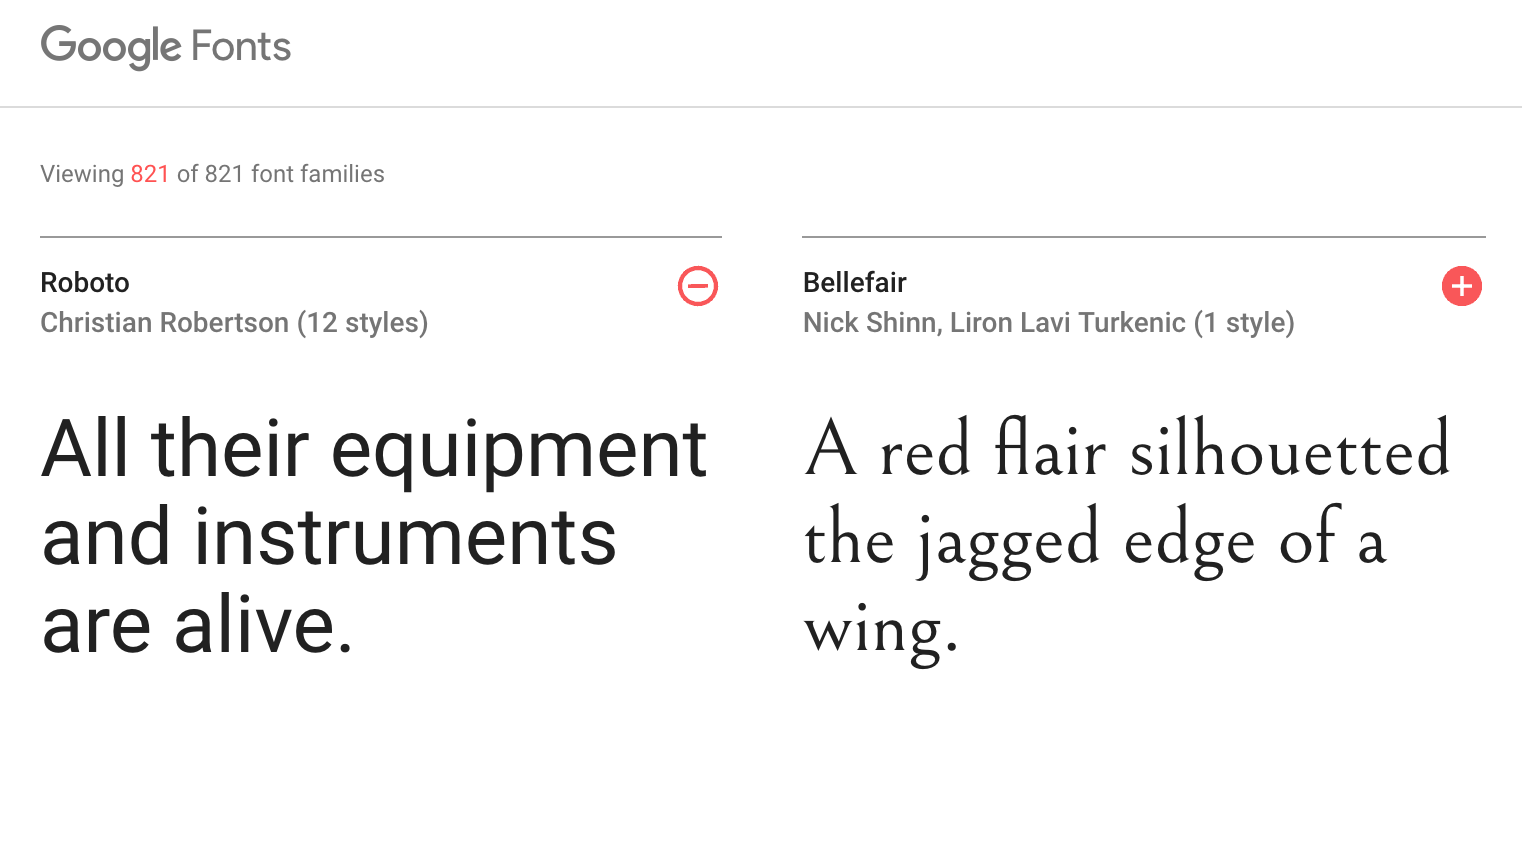 Google Fonts
Viewing 821 of 821 font families
Roboto
Christian Robertson (12 styles)
All their equipment
and instruments
are alive.
Bellefair
Nick Shinn, Liron Lavi Turkenic (1 style)
A red flair silhouetted
the jagged edge of a
wing.